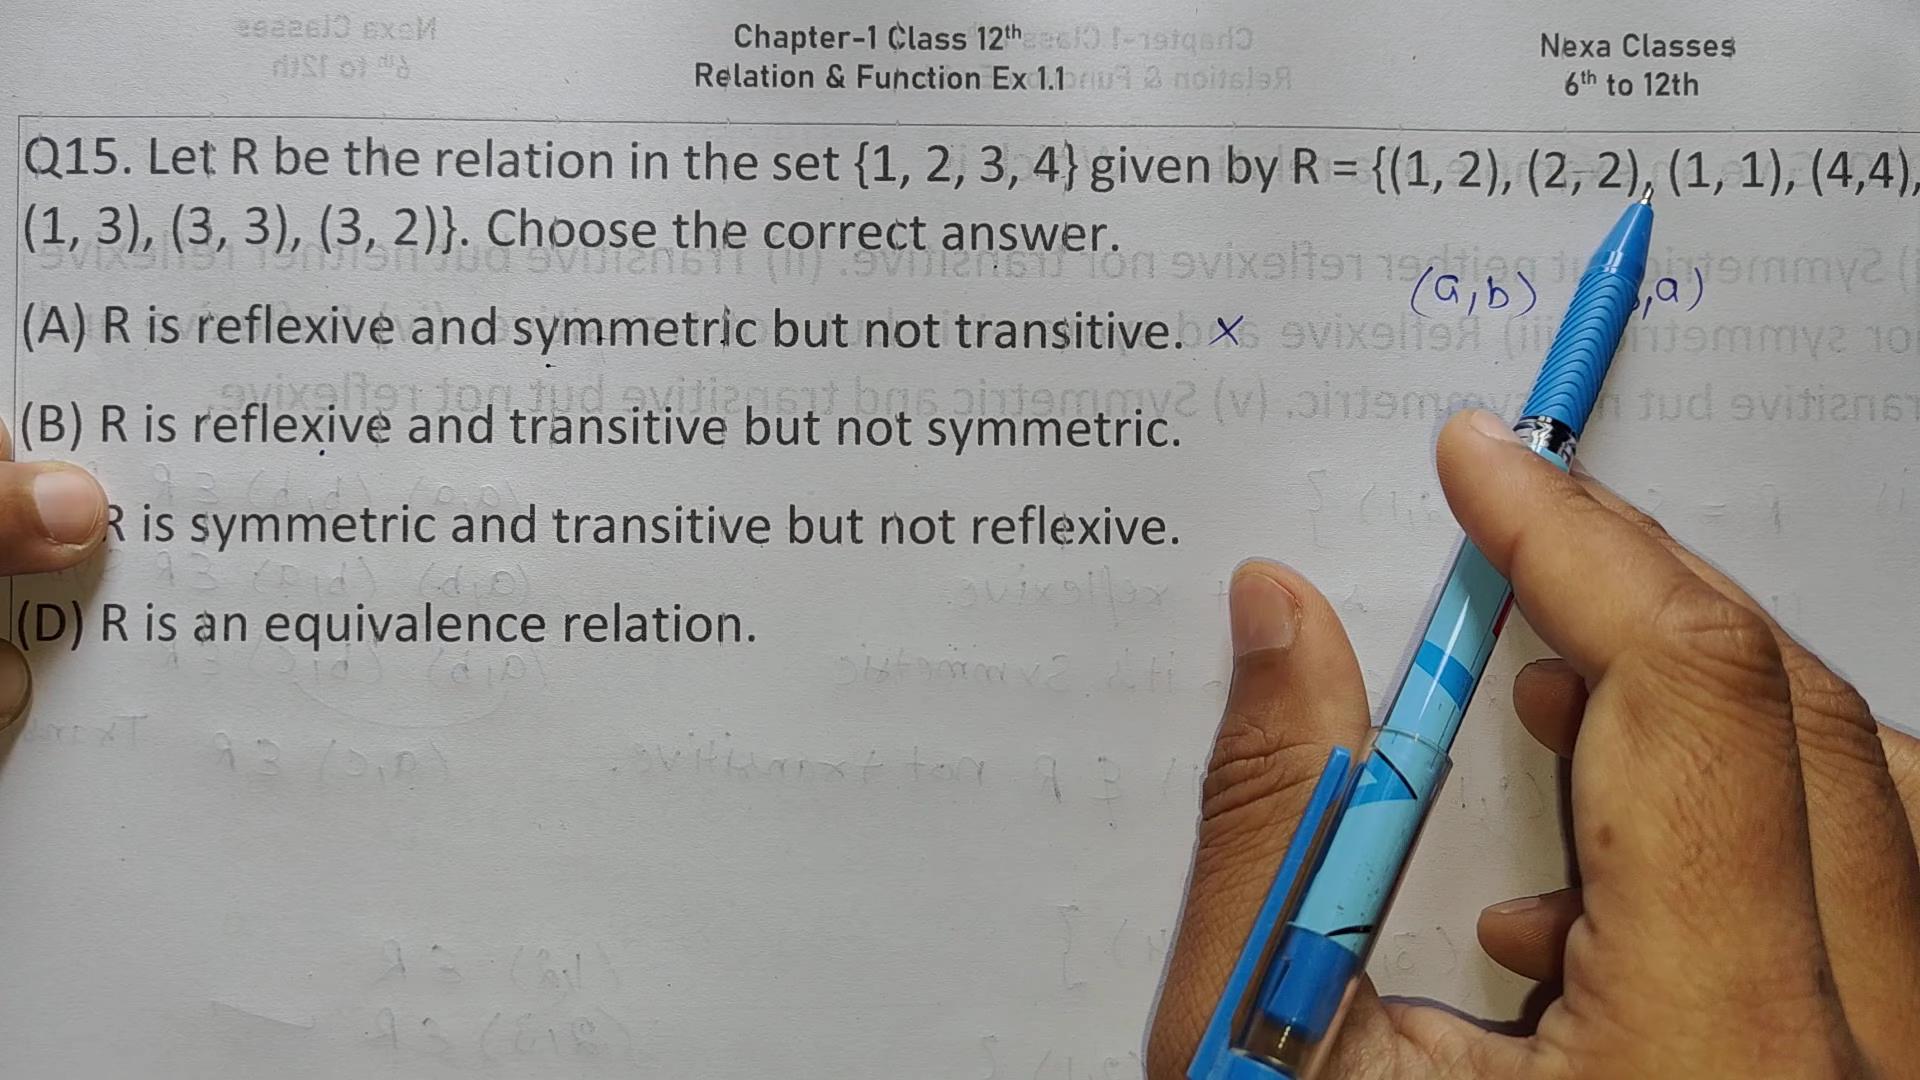 Chapter-1 Class 12th
Relation & Function Ex 1.1
Nexa Classes
6th to 12th
Q15. Let R be the relation in the set {1, 2, 3, 4} given by R = {(1, 2), (2, 2), (1, 1), (4,4),
(1, 3), (3, 3), (3, 2)}. Choose the correct answer.
(a,b) ,a)
(A) R is reflexive and symmetric but not transitive. ×
(B) R is reflexive and transitive but not symmetric.
R is symmetric and transitive but not reflexive.
(D) R is an equivalence relation.